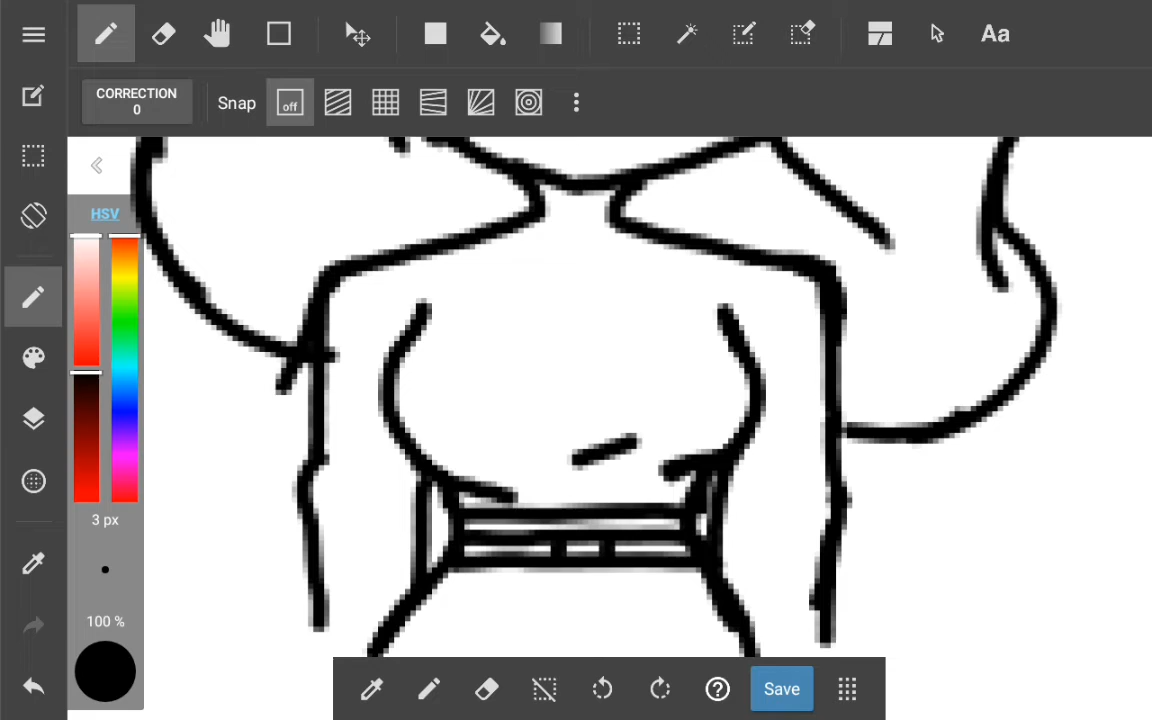 Aa
CORRECTION
0
Snap
off
HSV
3 px
100 %
Save